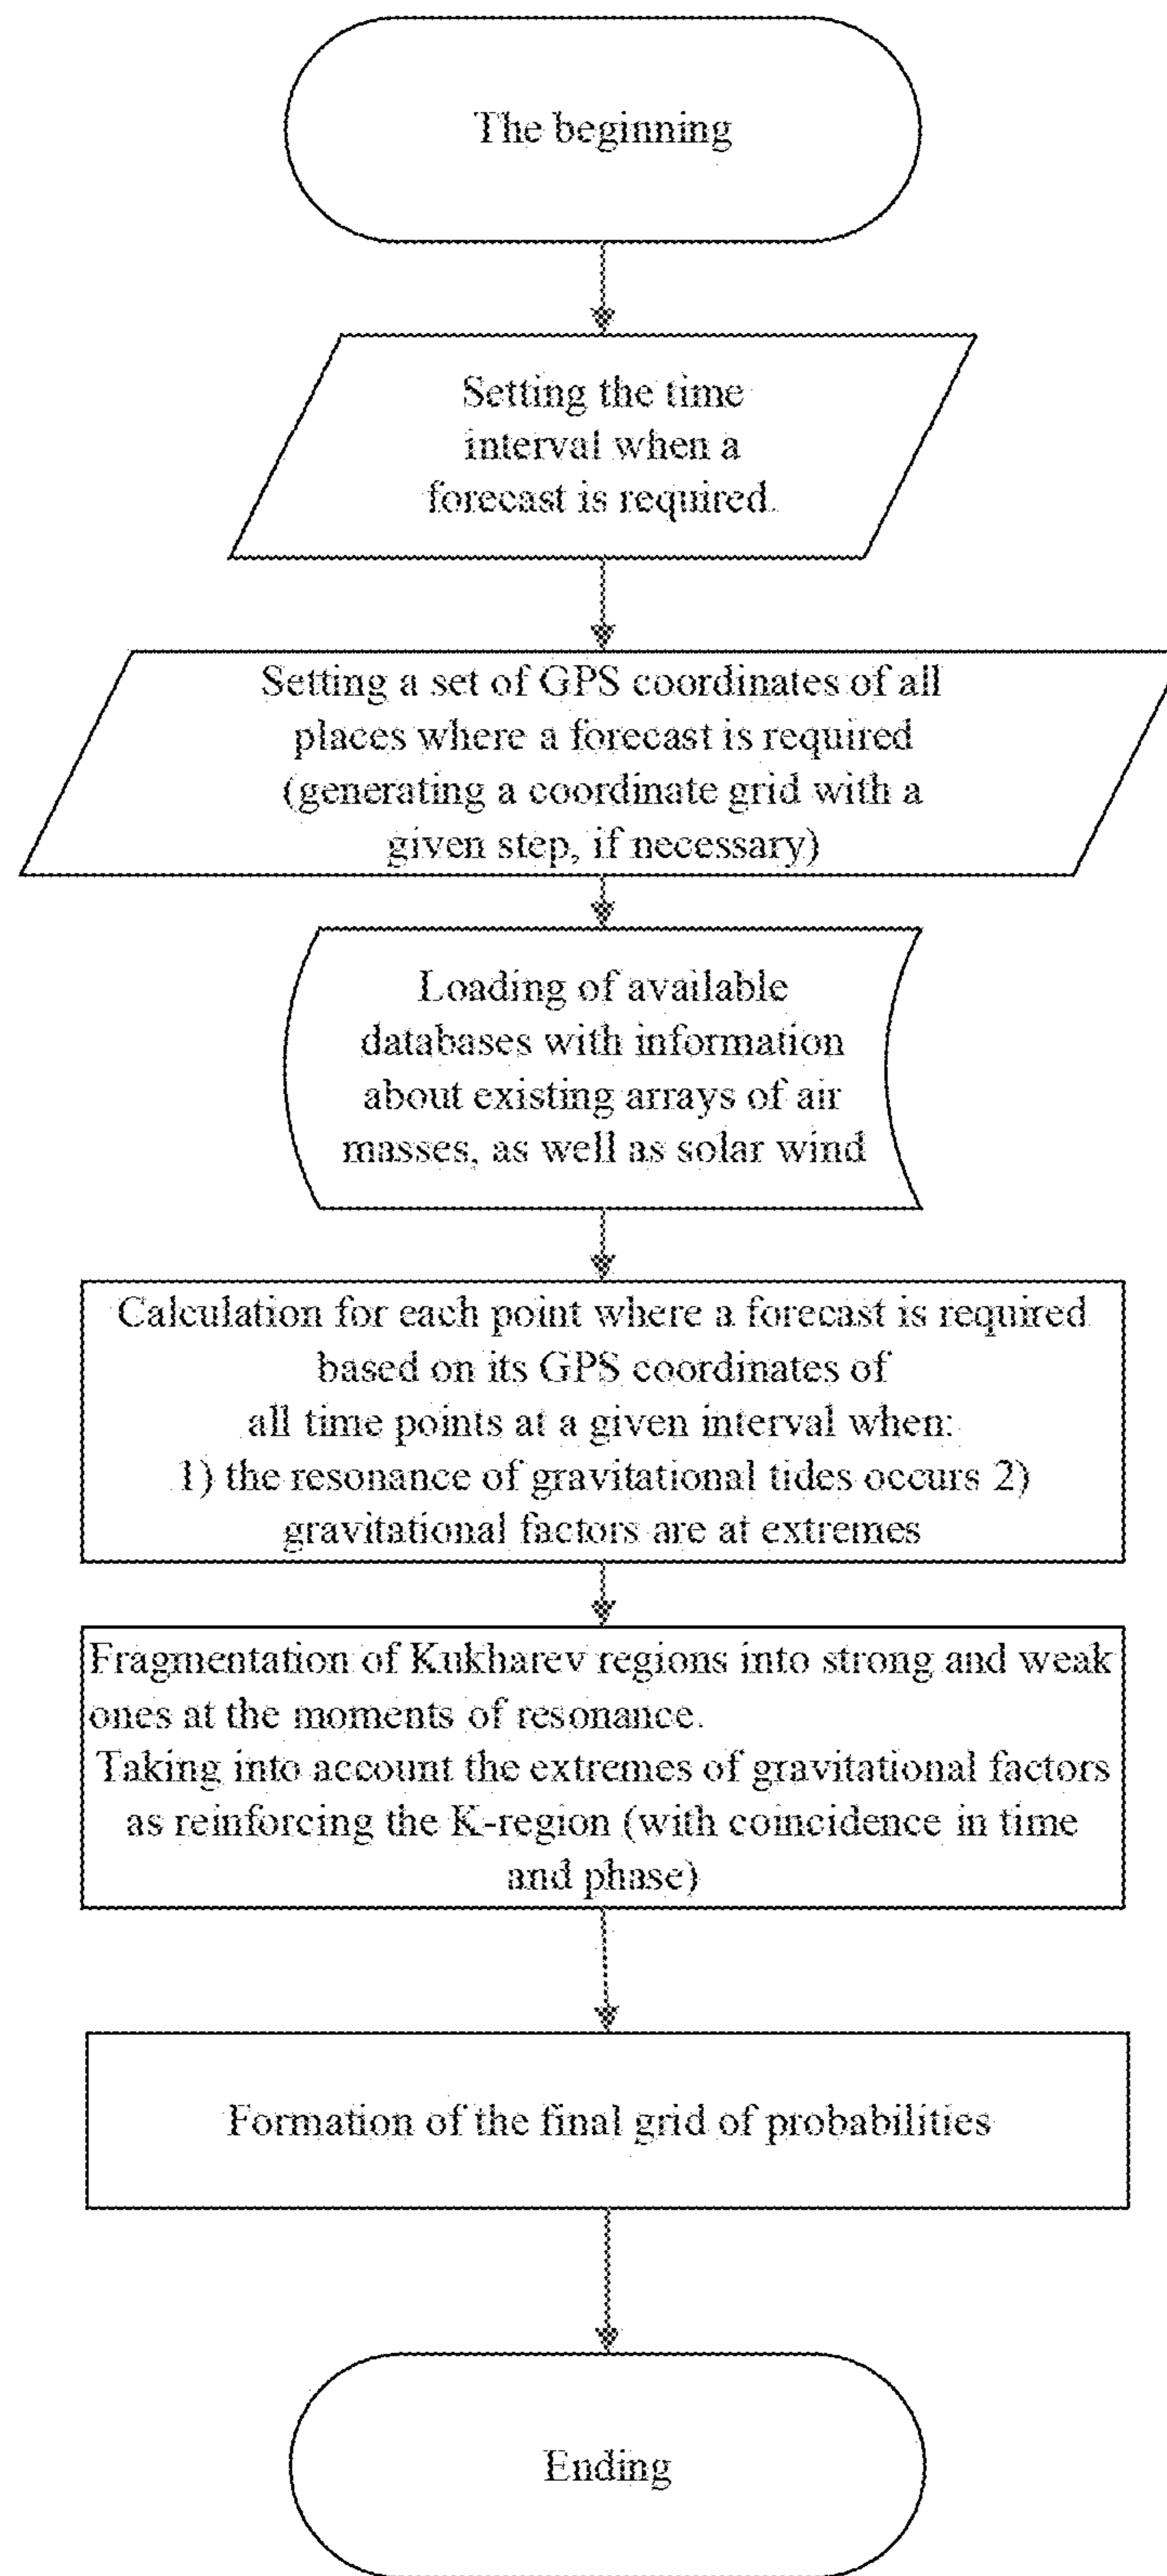 The beginning
Setting the time
interval when a
forecast is required.
Setting a set of GPS coordinates of all
places where a forecast is required
(generating a coordinate grid with a
given step, if necessary)
Loading of available
databases with information
about existing arrays of air
masses, as well as solar wind
Calculation for each point where a forecast is required
based on its GPS coordinates of
all time points at a given interval when:
1) the resonance of gravitational tides occurs 2)
gravitational factors are at extremes
Fragmentation of Kukharev regions into strong and weak
ones at the moments of resonance.
Taking into account the extremes of gravitational factors
as reinforcing the K-region (with coincidence in time
and phase)
Formation of the final grid of probabilities
Ending